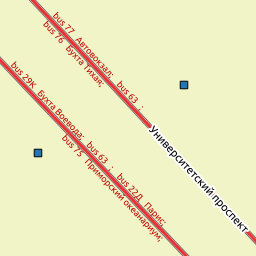 bus 77 Автовокзал; bus 63 ;
bus 76 Бухта Тихая;
Университетский проспект
bus 29К Бухта Воевода; bus 63 ; bus 22Д Парис;
bus 75 Приморский океанариум;